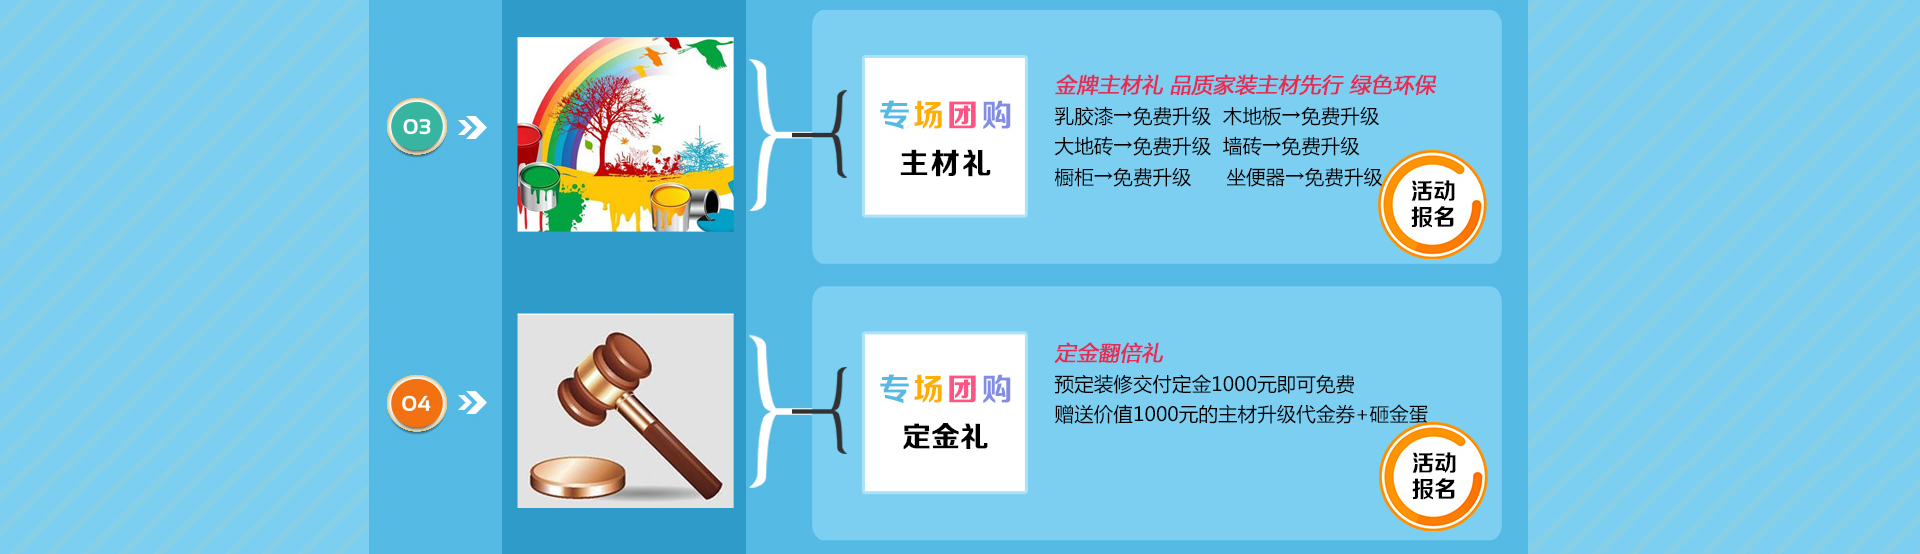 03
专场团购
主材礼
金牌主材礼 品质家装主材先行 绿色环保
乳胶漆→免费升级 木地板→免费升级
大地砖→免费升级 墙砖→免费升级
橱柜→免费升级 坐便器→免费升级
活动
报名
04
专场团购
定金礼
定金翻倍礼
预定装修交付定金1000元即可免费
赠送价值1000元的主材升级代金券+砸金蛋
活动
报名